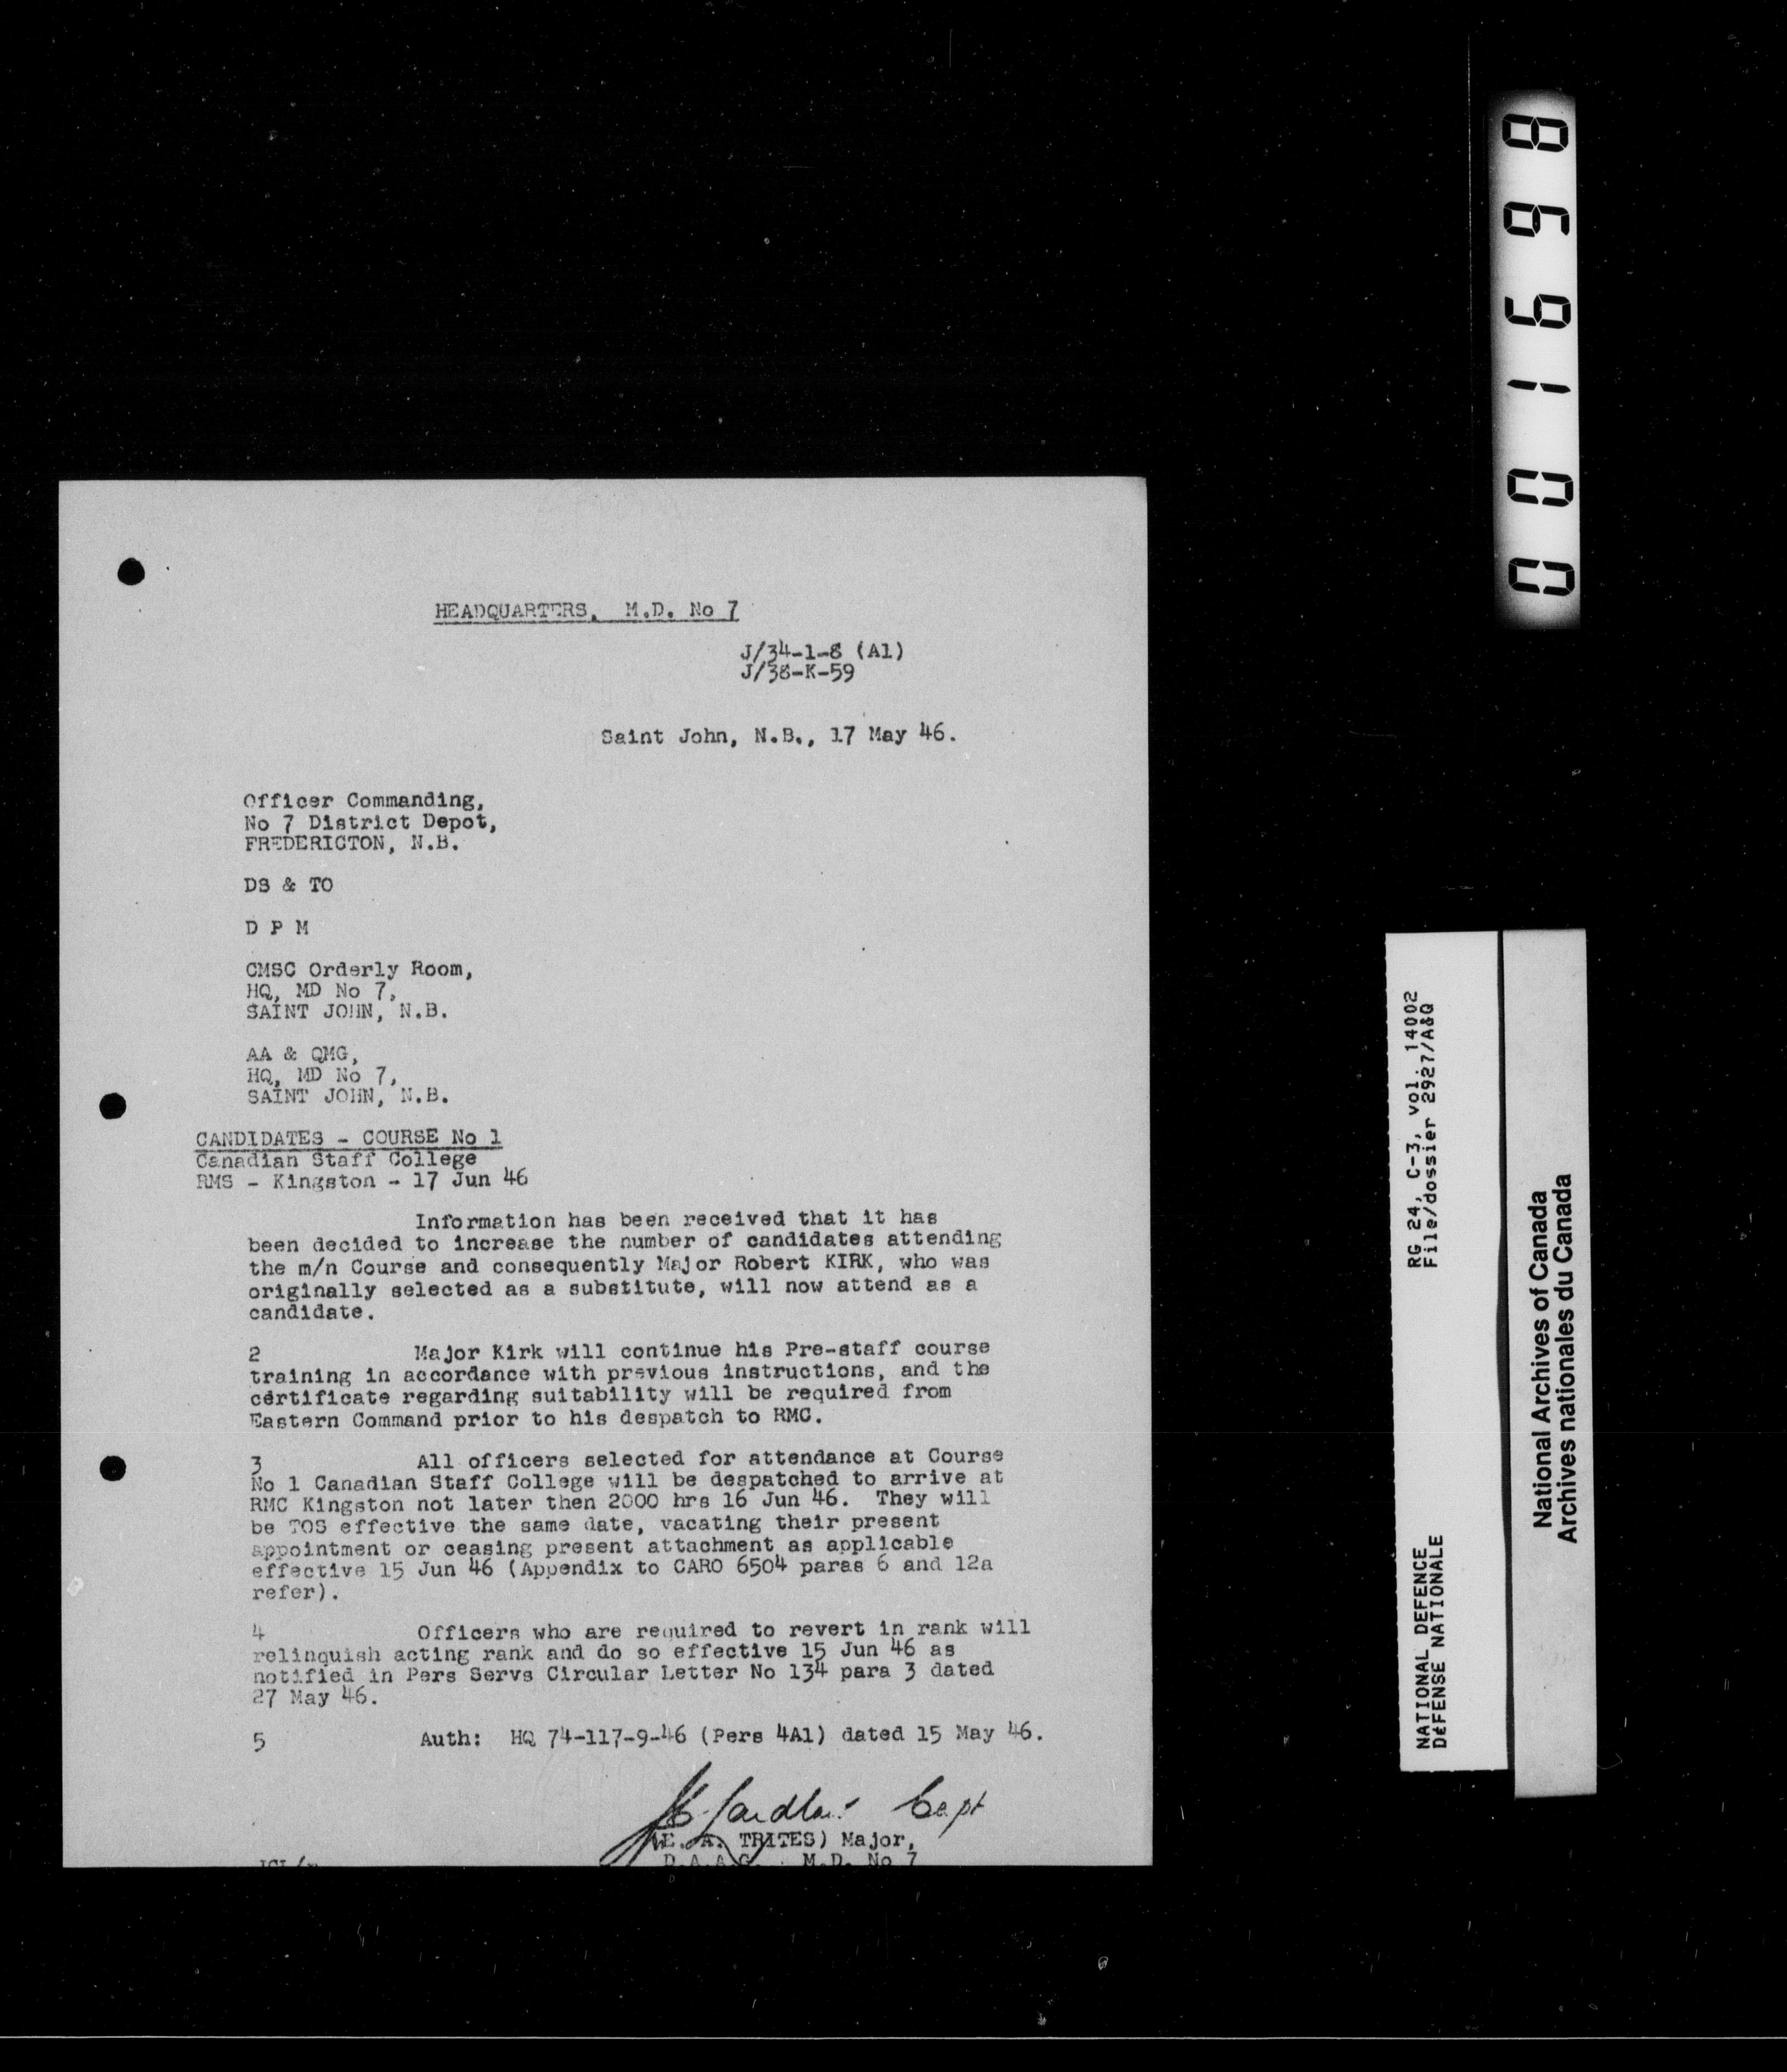 HEADQUARTERS, M.D. No 7
J/34-1-8 (A1)
J/38-K-59
Saint John, N.B., 17 May 46.
Officer Commanding,
No 7 District Depot,
FREDERICTON, N.B.
DS & TO
D P M
CMSC Orderly Room,
HQ, MD No 7,
SAINT JOHN, N.B.
AA & QMG,
HQ, MD No 7,
SAINT JOHN, N.B.
CANDIDATES - COURSE No 1
Canadian Staff College
RMS - Kingston - 17 Jun 46
Information has been received that it has
been decided to increase the number of candidates attending
the m/n Course and consequently Major Robert KIRK, who was
originally selected as a substitute, will now attend as a
candidate.
2 Major Kirk will continue his Pre-staff course
training in accordance with previous instructions, and the
certificate regarding suitability will be required from
Eastern Command prior to his despatch to RMC.
3 All officers selected for attendance at Course
No 1 Canadian Staff College will be despatched to arrive at
RMC Kingston not later then 2000 hrs 16 Jun 46. They will
be TOS effective the same date, vacating their present
appointment or ceasing present attachment as applicable
effective 15 Jun 46 (Appendix to CARO 6504 paras 6 and 12a
refer).
4 Officers who are required to revert in rank will
relinquish acting rank and do so effective 15 Jun 46 as
notified in Pers Servs Circular Letter No 134 para 3 dated
27 May 46.
5 Auth: HQ 74-117-9-46 (Pers 4A1) dated 15 May 46.
Capt
(E. A. TRITES) Major,
D.A.A.G. M.D. No 7
001698
RG 24, C-3, vol. 14002
File/dossier 2927/A&Q
NATIONAL DEFENCE
DéFENSE NATIONALE
National Archives of Canada
Archives nationales du Canada